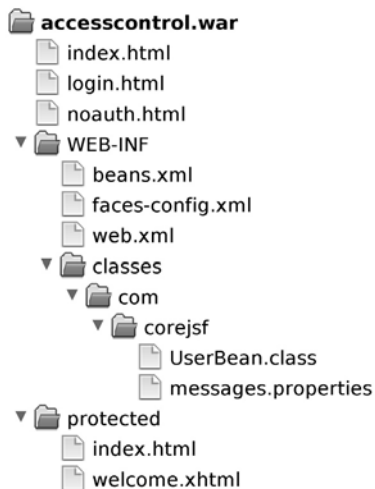 accesscontrol.war
index.html
login.html
noauth.html
WEB-INF
beans.xml
faces-config.xml
web.xml
classes
com
corejsf
UserBean.class
messages.properties
protected
index.html
welcome.xhtml